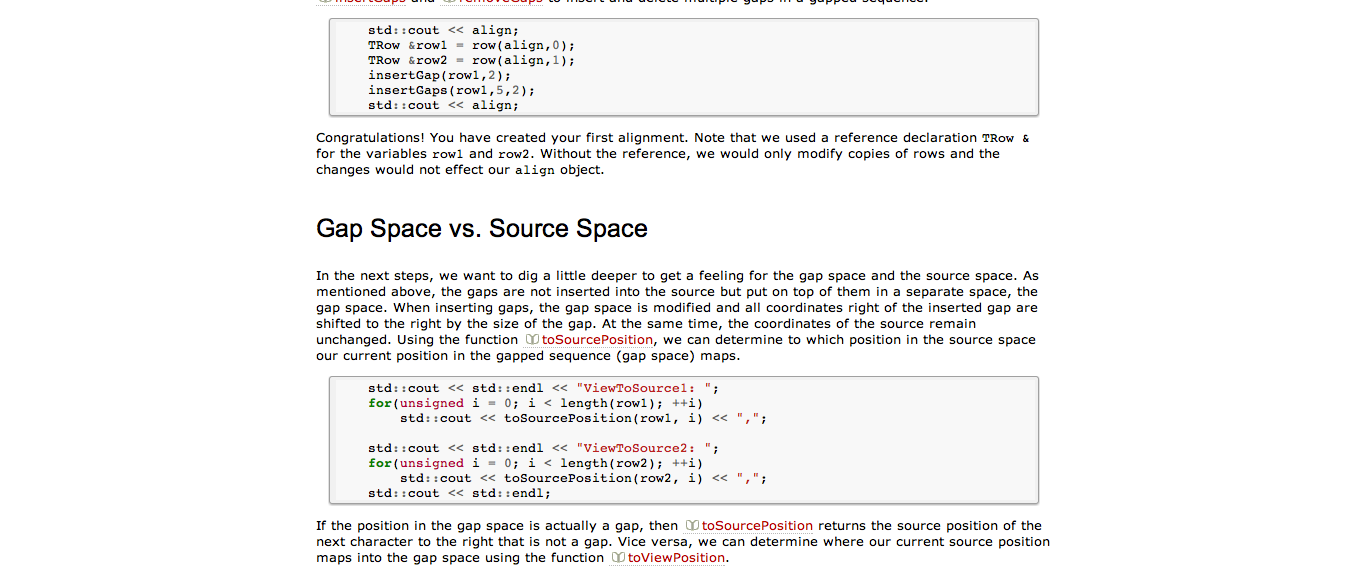 insertGaps and removeGaps to insert and delete multiple gaps in a gapped sequence.
std::cout << align;
TRow &row1 = row(align,0);
TRow &row2 = row(align,1);
insertGap(row1,2);
insertGaps(row1,5,2);
std::cout << align;
Congratulations! You have created your first alignment. Note that we used a reference declaration TRow &
for the variables row1 and row2. Without the reference, we would only modify copies of rows and the
changes would not effect our align object.
Gap Space vs. Source Space
In the next steps, we want to dig a little deeper to get a feeling for the gap space and the source space. As
mentioned above, the gaps are not inserted into the source but put on top of them in a separate space, the
gap space. When inserting gaps, the gap space is modified and all coordinates right of the inserted gap are
shifted to the right by the size of the gap. At the same time, the coordinates of the source remain
unchanged. Using the function toSourcePosition, we can determine to which position in the source space
our current position in the gapped sequence (gap space) maps.
std::cout << std::endl << "ViewToSource1: ";
for(unsigned i = 0; i < length(row1); ++i)
std::cout << toSourcePosition(row1, i) << ",";
std::cout << std::endl << "ViewToSource2: ";
for(unsigned i = 0; i < length(row2); ++i)
std::cout << toSourcePosition(row2, i) << ",";
std::cout << std::endl;
If the position in the gap space is actually a gap, then toSourcePosition returns the source position of the
next character to the right that is not a gap. Vice versa, we can determine where our current source position
maps into the gap space using the function toViewPosition.